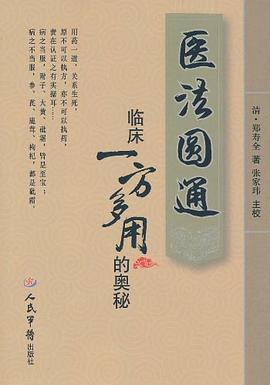 医法圆通
清·郑寿全 著 张家玮 主校
临床
一方多用
的奥秘
用药一道，关系生死，
原不可以执方，亦不可以执药，
贵在认证之有实据耳。
病之当服，附子、大黄、砒霜，皆是至宝；
病之不当服，参、芪、鹿茸、枸杞，都是砒霜。
人民军医出版社